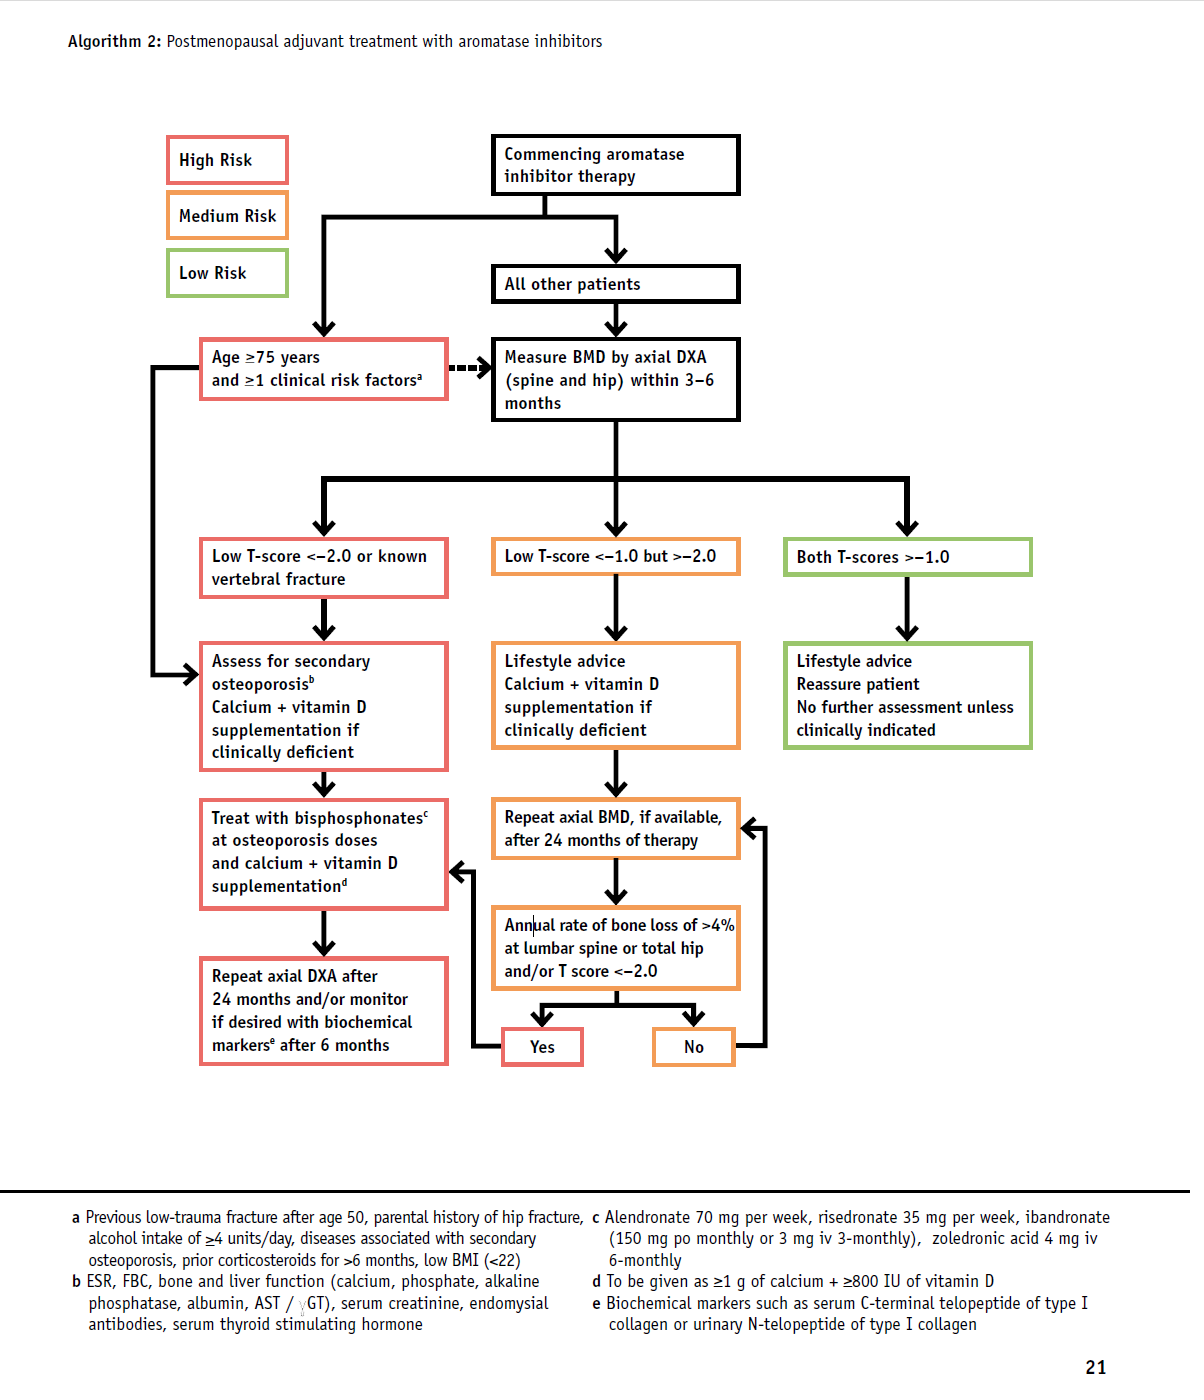 Algorithm 2: Postmenopausal adjuvant treatment with aromatase inhibitors
High Risk
Medium Risk
Low Risk
Commencing aromatase
inhibitor therapy
All other patients
Age ≥75 years
and ≥1 clinical risk factorsᵃ
Measure BMD by axial DXA
(spine and hip) within 3–6
months
Low T-score <–2.0 or known
vertebral fracture
Low T-score <–1.0 but >–2.0
Both T-scores >–1.0
Assess for secondary
osteoporosisᵇ
Calcium + vitamin D
supplementation if
clinically deficient
Lifestyle advice
Calcium + vitamin D
supplementation if
clinically deficient
Lifestyle advice
Reassure patient
No further assessment unless
clinically indicated
Treat with bisphosphonatesᶜ
at osteoporosis doses
and calcium + vitamin D
supplementationᵈ
Repeat axial BMD, if available,
after 24 months of therapy
Annual rate of bone loss of >4%
at lumbar spine or total hip
and/or T score <–2.0
Repeat axial DXA after
24 months and/or monitor
if desired with biochemical
markersᵉ after 6 months
Yes
No
a Previous low-trauma fracture after age 50, parental history of hip fracture,
alcohol intake of ≥4 units/day, diseases associated with secondary
osteoporosis, prior corticosteroids for >6 months, low BMI (<22)
b ESR, FBC, bone and liver function (calcium, phosphate, alkaline
phosphatase, albumin, AST / γGT), serum creatinine, endomysial
antibodies, serum thyroid stimulating hormone
c Alendronate 70 mg per week, risedronate 35 mg per week, ibandronate
(150 mg po monthly or 3 mg iv 3-monthly), zoledronic acid 4 mg iv
6-monthly
d To be given as ≥1 g of calcium + ≥800 IU of vitamin D
e Biochemical markers such as serum C-terminal telopeptide of type I
collagen or urinary N-telopeptide of type I collagen
21